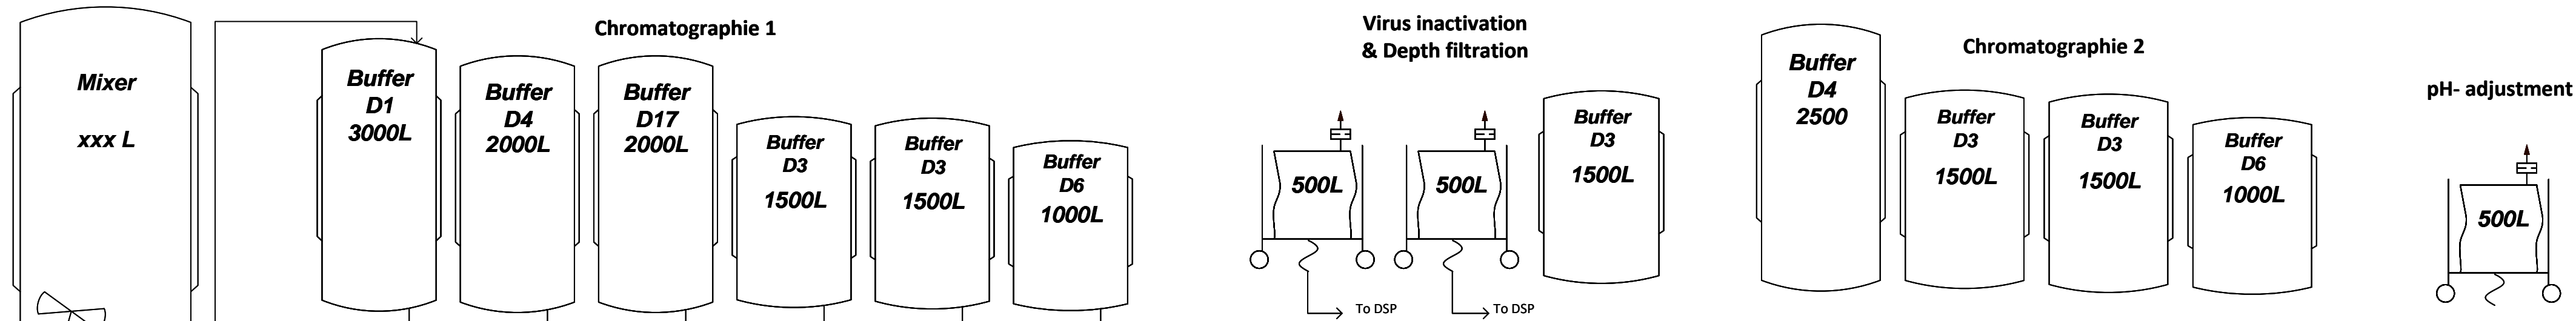 Mixer
xxx L
Chromatographie 1
Buffer
D1
3000L
Buffer
D4
2000L
Buffer
D17
2000L
Buffer
D3
1500L
Buffer
D3
1500L
Buffer
D6
1000L
Virus inactivation
& Depth filtration
500L
To DSP
500L
To DSP
Buffer
D3
1500L
Chromatographie 2
Buffer
D4
2500
Buffer
D3
1500L
Buffer
D3
1500L
Buffer
D6
1000L
pH- adjustment
500L